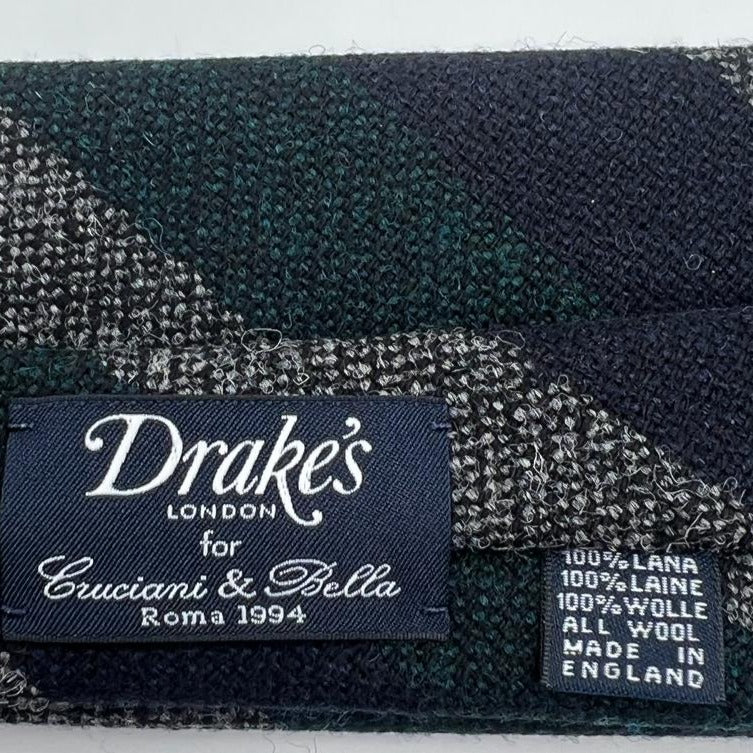 Drake's
LONDON
for
Cruciani & Bella
Roma 1994
100% LANA
100% LAINE
100% WOLLE
ALL WOOL
MADE IN
ENGLAND